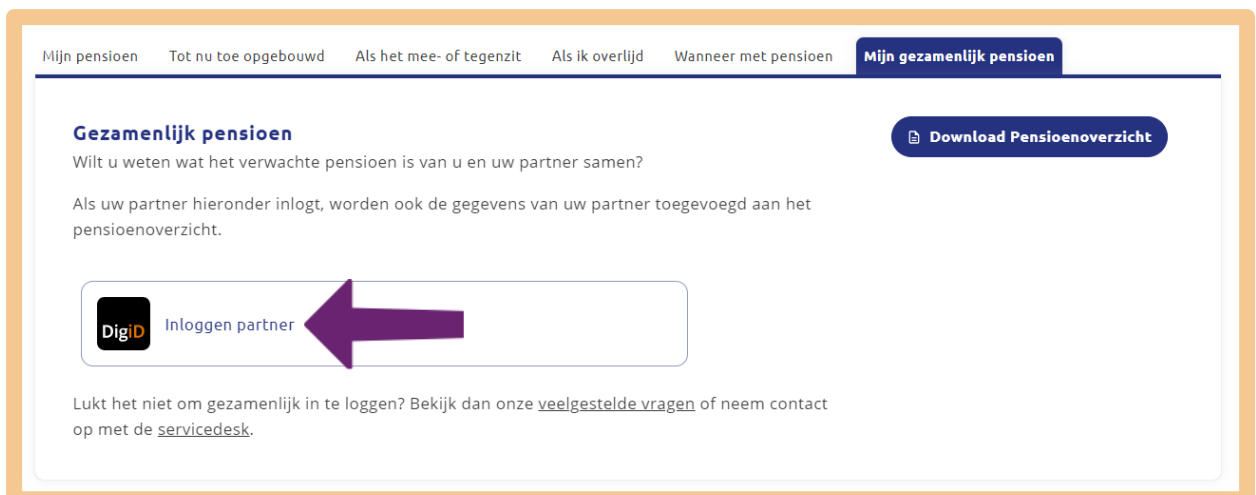 Mijn pensioen Tot nu toe opgebouwd Als het mee- of tegenzit Als ik overlijd Wanneer met pensioen Mijn gezamenlijk pensioen
Gezamenlijk pensioen
Download Pensioenoverzicht
Wilt u weten wat het verwachte pensioen is van u en uw partner samen?
Als uw partner hieronder inlogt, worden ook de gegevens van uw partner toegevoegd aan het
pensioenoverzicht.
DigiD Inloggen partner
Lukt het niet om gezamenlijk in te loggen? Bekijk dan onze veelgestelde vragen of neem contact
op met de servicedesk.